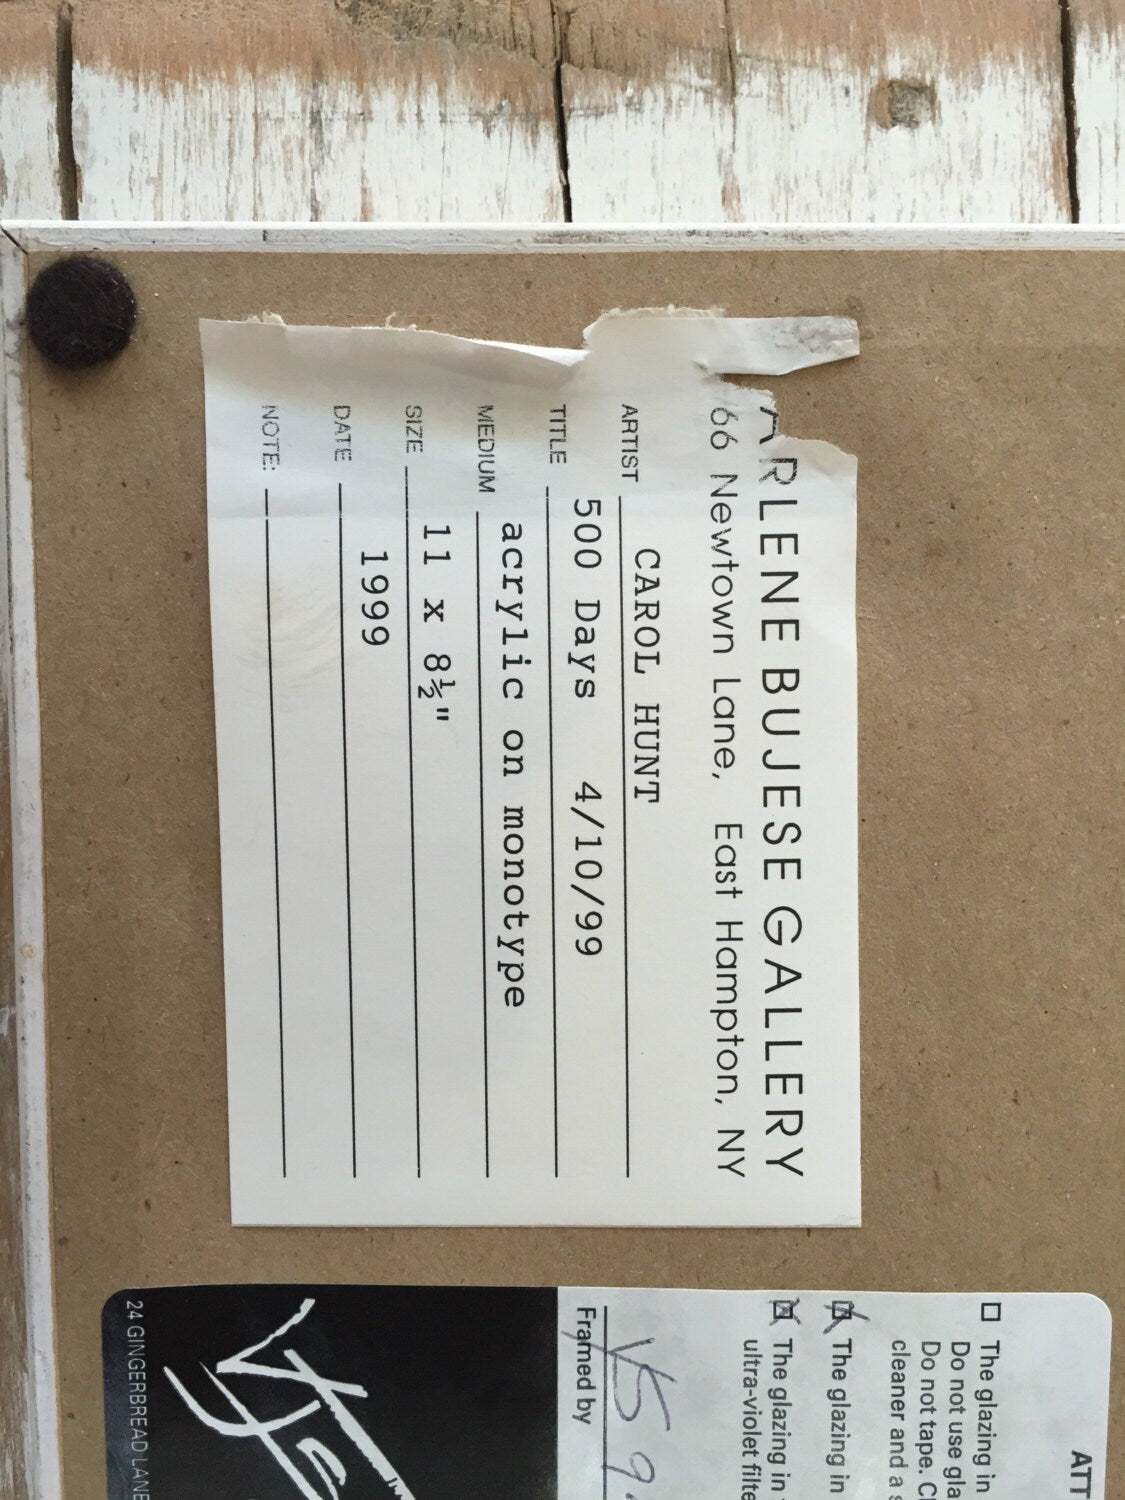 ARLENE BUJESE GALLERY
66 Newtown Lane, East Hampton, NY
ARTIST CAROL HUNT
TITLE 500 Days 4/10/99
MEDIUM acrylic on monotype
SIZE 11 x 8½"
DATE 1999
NOTE:
ATT
The glazing in
Do not use gla
Do not tape. Cl
cleaner and a s
The glazing in
The glazing in
ultra-violet filte
Framed by
24 GINGERBREAD LANE